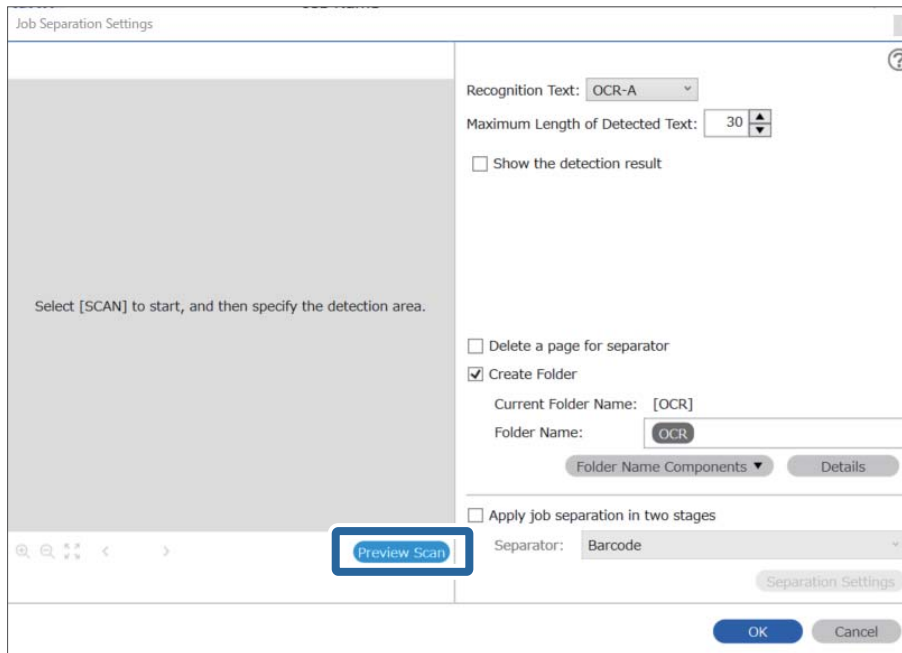 Job Separation Settings
Recognition Text: OCR-A
Maximum Length of Detected Text: 30
Show the detection result
Select [SCAN] to start, and then specify the detection area.
Delete a page for separator
Create Folder
Current Folder Name: [OCR]
Folder Name: OCR
Folder Name Components ▼ Details
Apply job separation in two stages
Preview Scan
Separator: Barcode
Separation Settings
OK Cancel